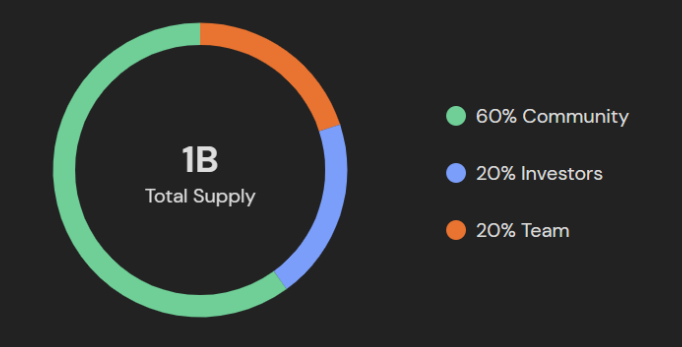 1B
Total Supply
60% Community
20% Investors
20% Team